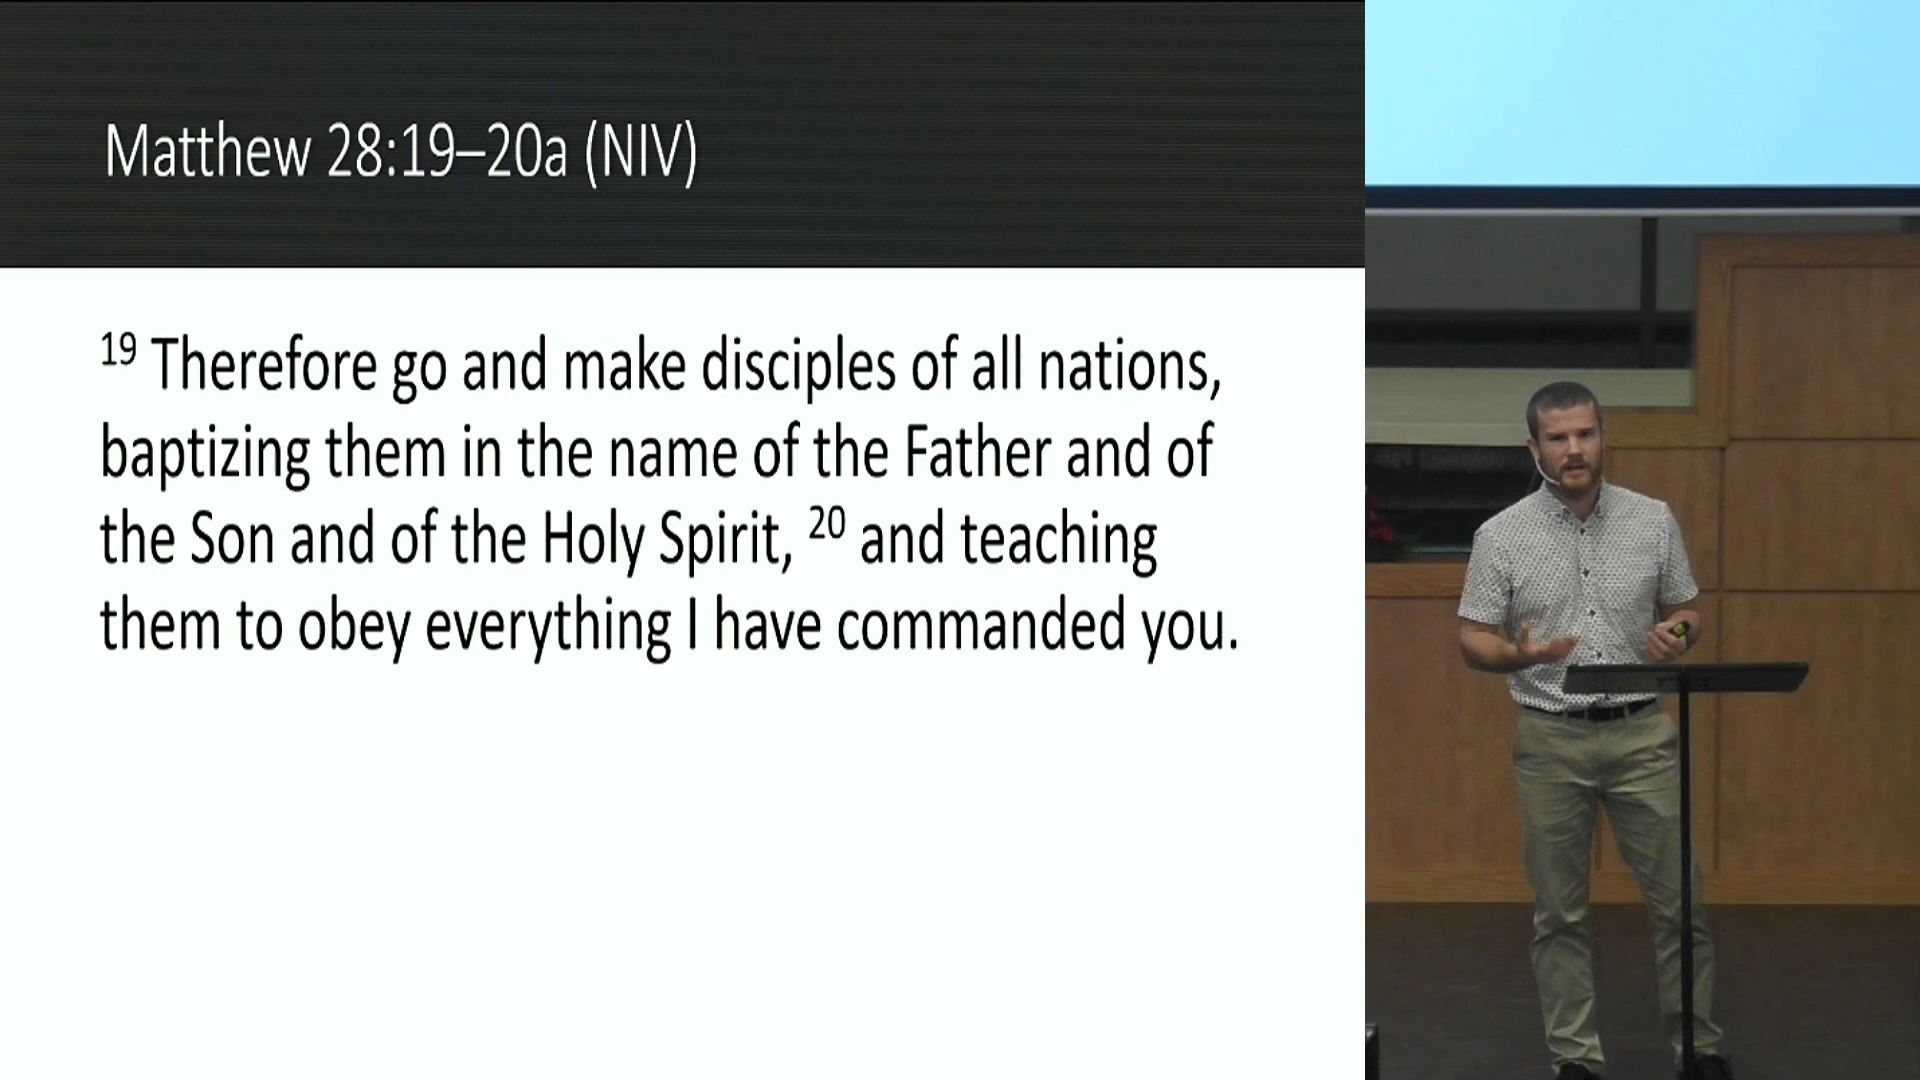 Matthew 28:19–20a (NIV)
19 Therefore go and make disciples of all nations,
baptizing them in the name of the Father and of
the Son and of the Holy Spirit, 20 and teaching
them to obey everything I have commanded you.